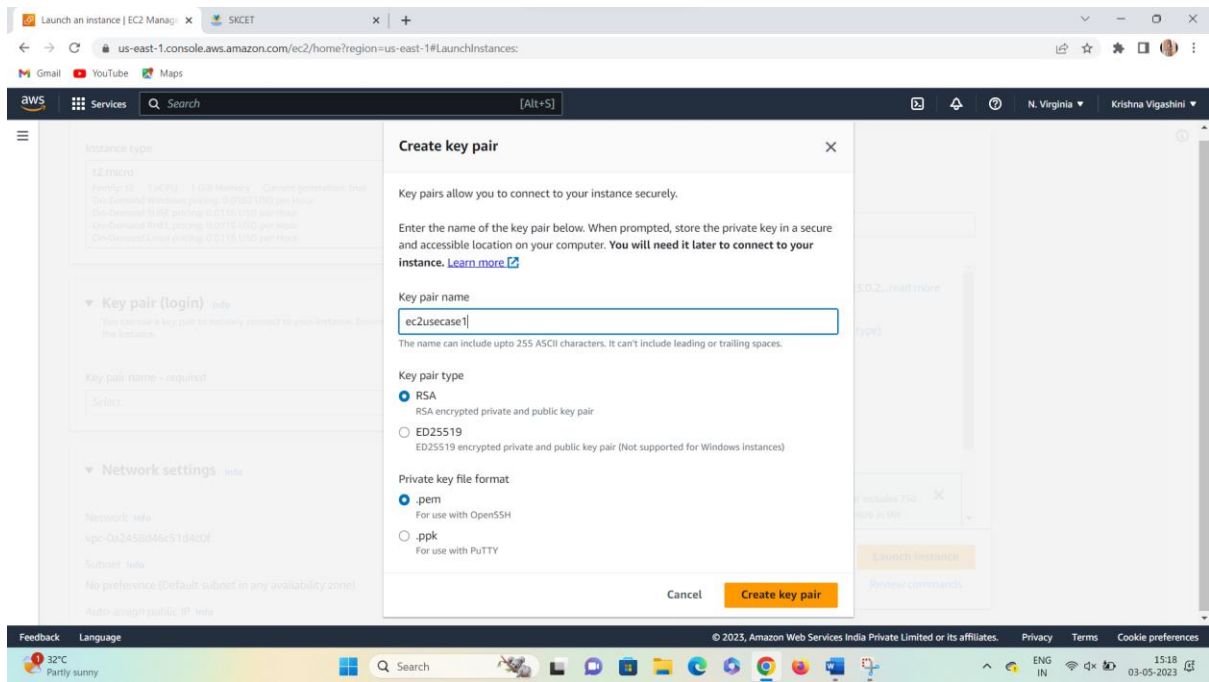 Launch an instance | EC2 Manag
SKCET
us-east-1.console.aws.amazon.com/ec2/home?region=us-east-1#LaunchInstances:
Gmail
YouTube
Maps
aws
Services
Search
[Alt+S]
N. Virginia
Krishna Vigashini
Instance type
t2.micro
Create key pair
Key pairs allow you to connect to your instance securely.
Enter the name of the key pair below. When prompted, store the private key in a secure
and accessible location on your computer. You will need it later to connect to your
instance. Learn more
Key pair name
ec2usecase1
The name can include upto 255 ASCII characters. It can't include leading or trailing spaces.
Key pair type
RSA
RSA encrypted private and public key pair
ED25519
ED25519 encrypted private and public key pair (Not supported for Windows instances)
Private key file format
.pem
For use with OpenSSH
.ppk
For use with PuTTY
Cancel
Create key pair
Key pair (login) Info
Key pair name - required
Select
Network settings Info
Network Info
Subnet Info
No preference (Default subnet in any availability zone)
Auto-assign public IP Info
read more
Launch instance
Review commands
Feedback
Language
© 2023, Amazon Web Services India Private Limited or its affiliates.
Privacy
Terms
Cookie preferences
32°C
Partly sunny
Search
ENG
IN
15:18
03-05-2023